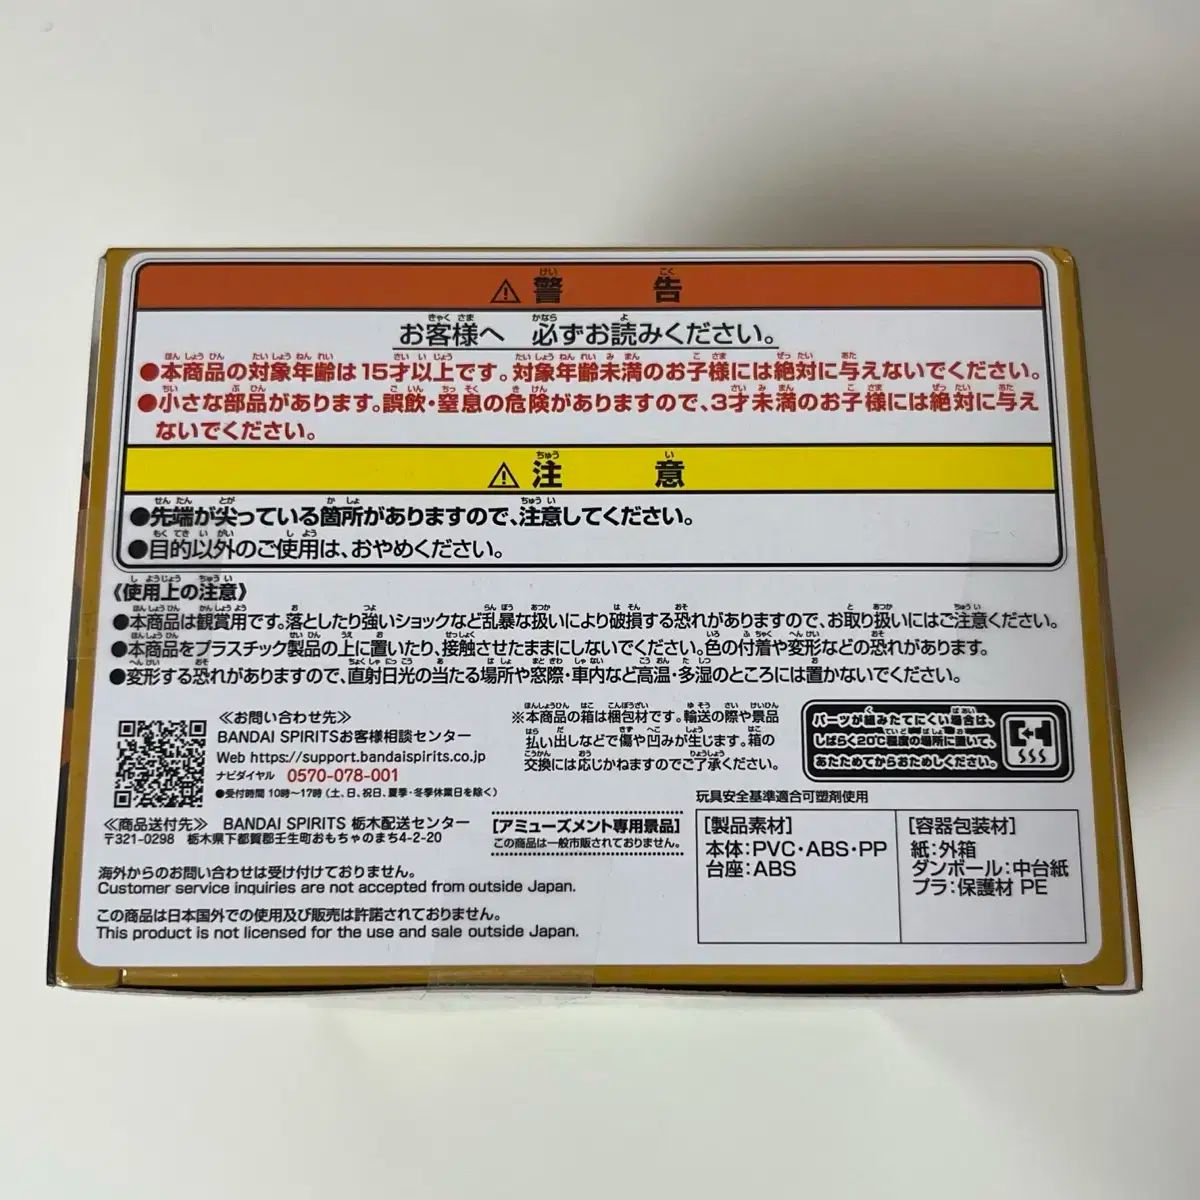 ⚠警告
お客様へ 必ずお読みください。
●本商品の対象年齢は15才以上です。対象年齢未満のお子様には絶対に与えないでください。
●小さな部品があります。誤飲・窒息の危険がありますので、3才未満のお子様には絶対に与え
ないでください。
⚠注意
●先端が尖っている箇所がありますので、注意してください。
●目的以外のご使用は、おやめください。
《使用上の注意》
●本商品は観賞用です。落としたり強いショックなど乱暴な扱いにより破損する恐れがありますので、お取り扱いにはご注意ください。
●本商品をプラスチック製品の上に置いたり、接触させたままにしないでください。色の付着や変形などの恐れがあります。
●変形する恐れがありますので、直射日光の当たる場所や窓際・車内など高温・多湿のところには置かないでください。
≪お問い合わせ先≫
BANDAI SPIRITSお客様相談センター
Web https://support.bandaispirits.co.jp
ナビダイヤル 0570-078-001
●受付時間 10時〜17時 (土、日、祝日、夏季・冬季休業日を除く)
※本商品の箱は梱包材です。輸送の際や景品
払い出しなどで傷や凹みが生じます。箱の
交換には応じかねますのでご了承ください。
パーツが組みたてにくい場合は、
しばらく20℃程度の場所に置いて、
あたためてからおためしください。
≪商品送付先≫ BANDAI SPIRITS 栃木配送センター
〒321-0298 栃木県下都賀郡壬生町おもちゃのまち4-2-20
[アミューズメント専用景品]
この商品は一般市販されておりません。
海外からのお問い合わせは受け付けておりません。
Customer service inquiries are not accepted from outside Japan.
この商品は日本国外での使用及び販売は許諾されておりません。
This product is not licensed for the use and sale outside Japan.
玩具安全基準適合可塑剤使用
[製品素材]
本体:PVC・ABS・PP
台座:ABS
[容器包装材]
紙:外箱
ダンボール:中台紙
プラ:保護材 PE